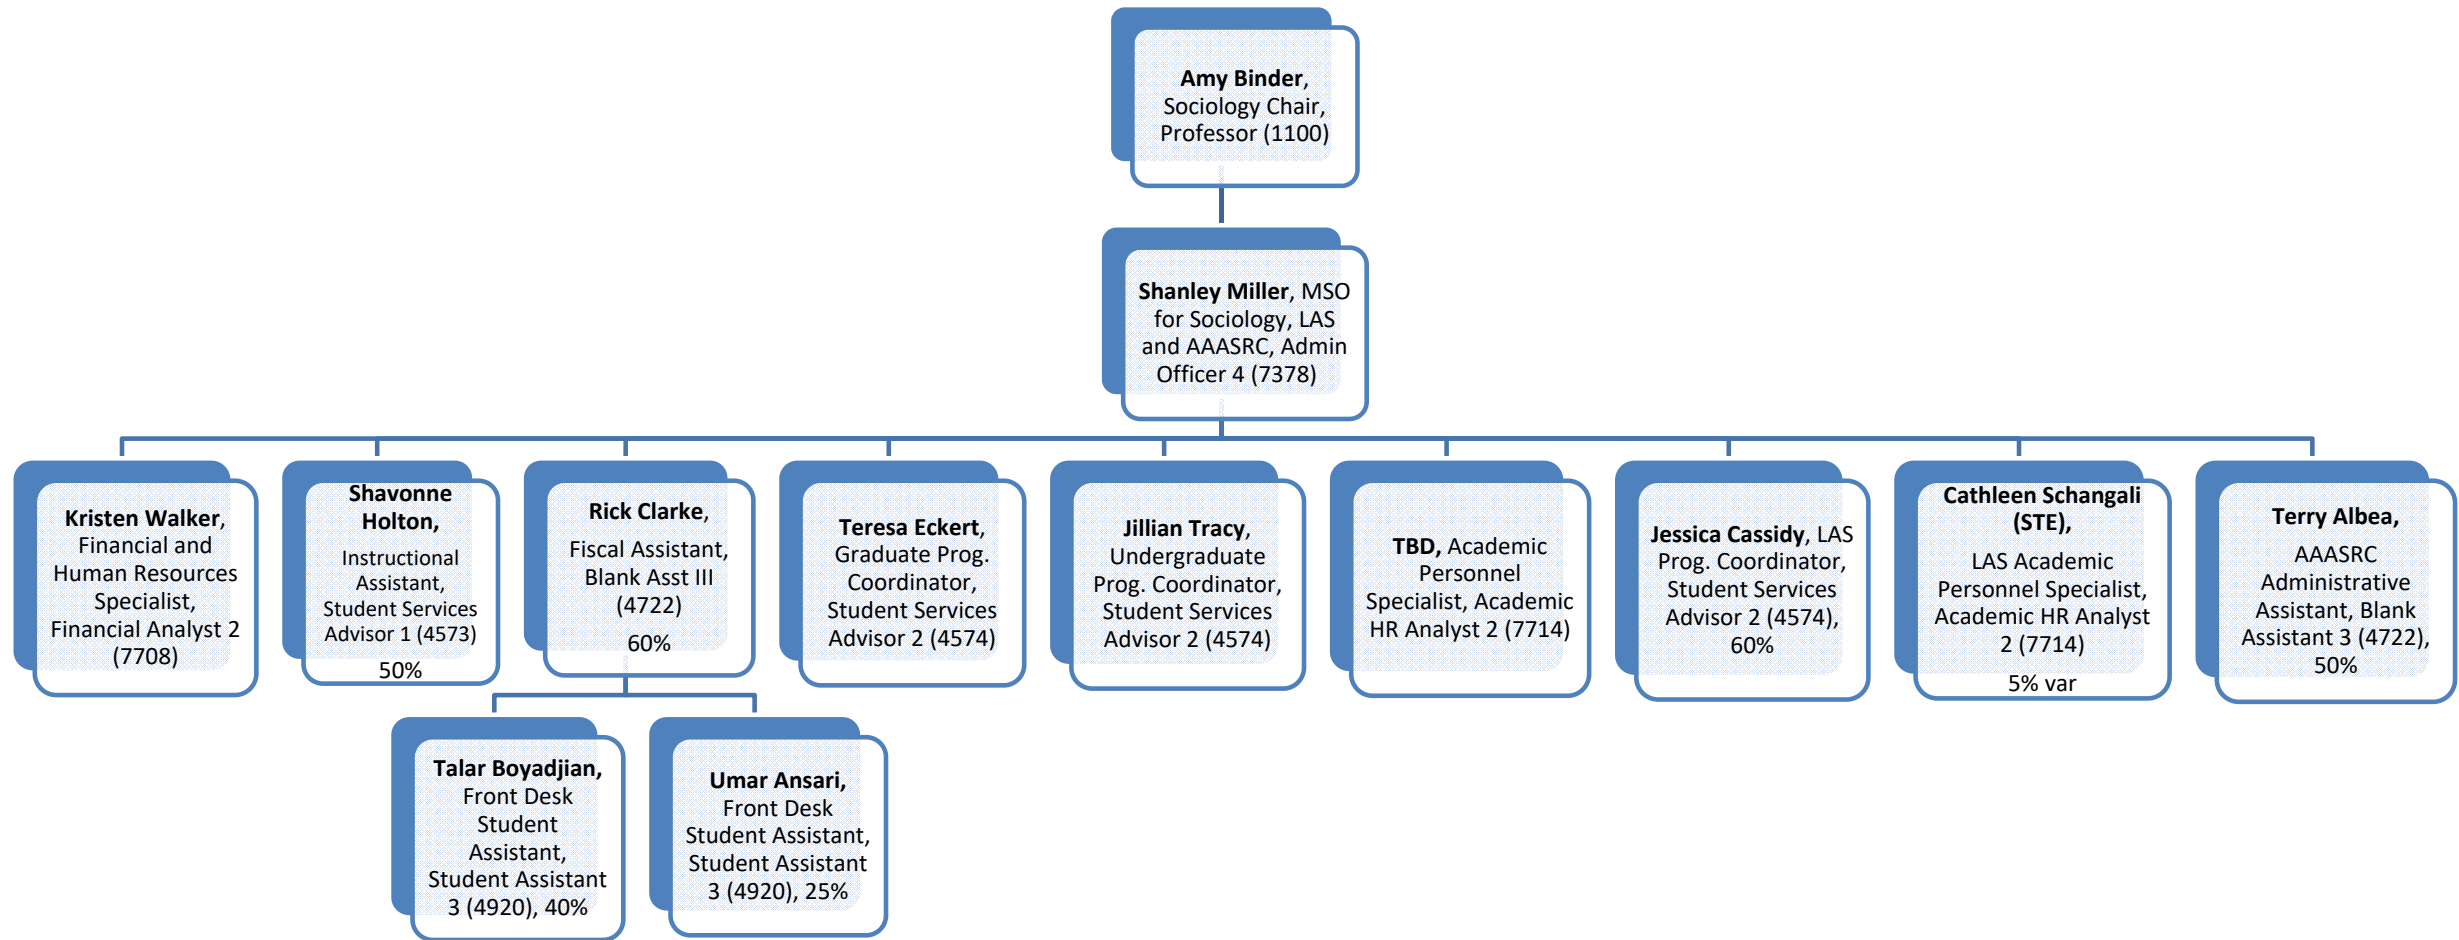 Amy Binder,
Sociology Chair,
Professor (1100)
Shanley Miller, MSO
for Sociology, LAS
and AAASRC, Admin
Officer 4 (7378)
Kristen Walker,
Financial and
Human Resources
Specialist,
Financial Analyst 2
(7708)
Shavonne
Holton,
Instructional
Assistant,
Student Services
Advisor 1 (4573)
50%
Rick Clarke,
Fiscal Assistant,
Blank Asst III
(4722)
60%
Teresa Eckert,
Graduate Prog.
Coordinator,
Student Services
Advisor 2 (4574)
Jillian Tracy,
Undergraduate
Prog. Coordinator,
Student Services
Advisor 2 (4574)
TBD, Academic
Personnel
Specialist, Academic
HR Analyst 2 (7714)
Jessica Cassidy, LAS
Prog. Coordinator,
Student Services
Advisor 2 (4574),
60%
Cathleen Schangali
(STE),
LAS Academic
Personnel Specialist,
Academic HR Analyst
2 (7714)
5% var
Terry Albea,
AAASRC
Administrative
Assistant, Blank
Assistant 3 (4722),
50%
Talar Boyadjian,
Front Desk
Student
Assistant,
Student Assistant
3 (4920), 40%
Umar Ansari,
Front Desk
Student Assistant,
Student Assistant
3 (4920), 25%